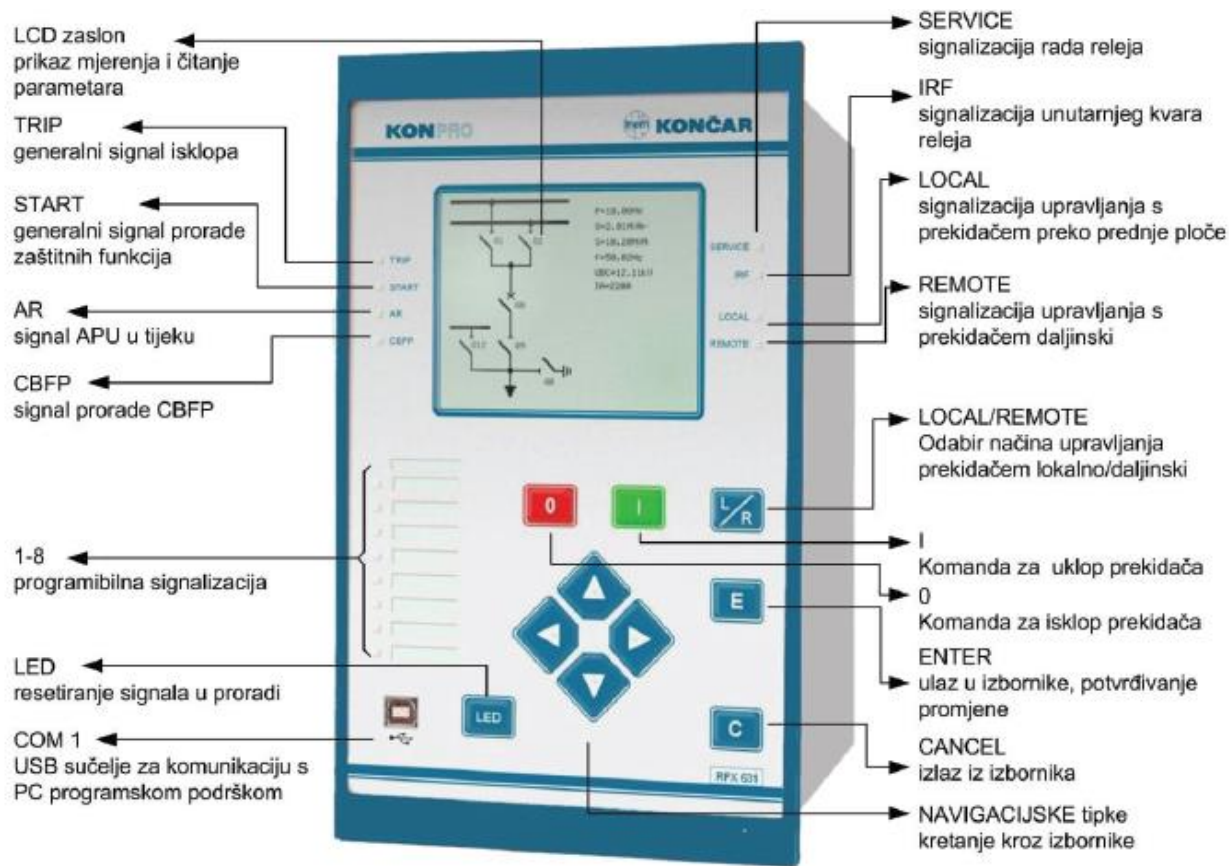 LCD zaslon
prikaz mjerenja i čitanje
parametara
TRIP
generalni signal isklopa
START
generalni signal prorade
zaštitnih funkcija
AR
signal APU u tijeku
CBFP
signal prorade CBFP
1-8
programibilna signalizacija
LED
resetiranje signala u proradi
COM 1
USB sučelje za komunikaciju s
PC programskom podrškom
KONPRO
KONČAR
TRIP
START
AR
CBFP
SERVICE
IRF
LOCAL
REMOTE
0
I
L/R
E
LED
C
SERVICE
signalizacija rada releja
IRF
signalizacija unutarnjeg kvara
releja
LOCAL
signalizacija upravljanja s
prekidačem preko prednje ploče
REMOTE
signalizacija upravljanja s
prekidačem daljinski
LOCAL/REMOTE
Odabir načina upravljanja
prekidačem lokalno/daljinski
I
Komanda za uklop prekidača
0
Komanda za isklop prekidača
ENTER
ulaz u izbornike, potvrđivanje
promjene
CANCEL
izlaz iz izbornika
NAVIGACIJSKE tipke
kretanje kroz izbornike